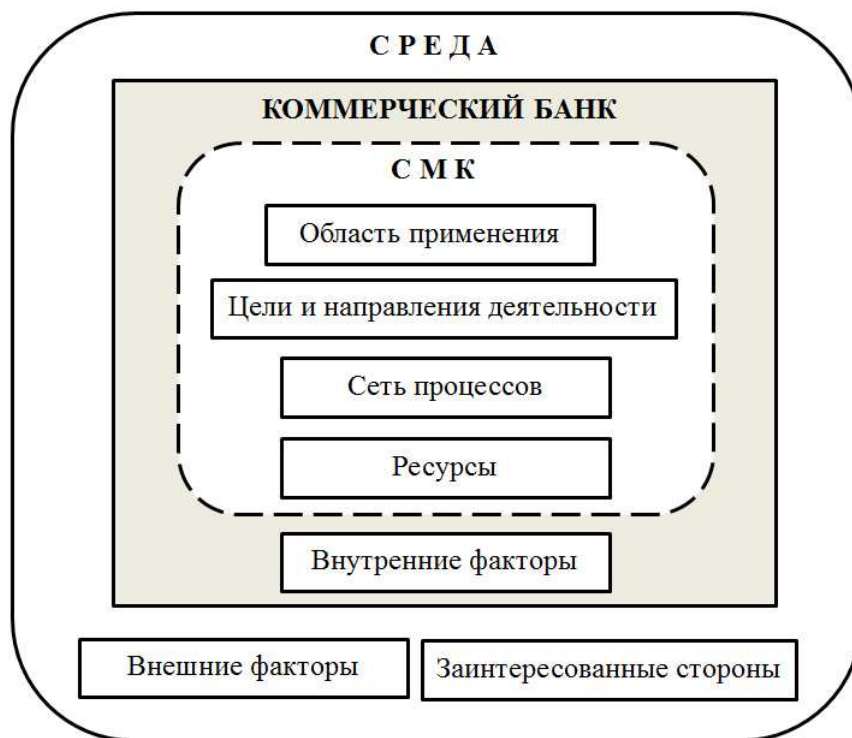 С Р Е Д А
КОММЕРЧЕСКИЙ БАНК
С М К
Область применения
Цели и направления деятельности
Сеть процессов
Ресурсы
Внутренние факторы
Внешние факторы
Заинтересованные стороны